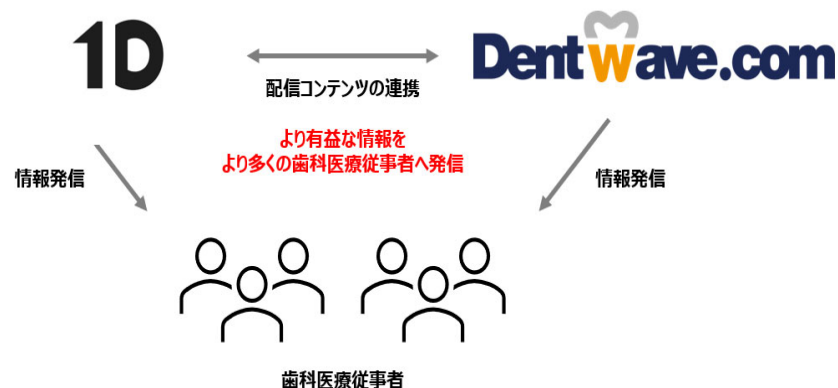 1D
Dentwave.com
配信コンテンツの連携
より有益な情報を
より多くの歯科医療従事者へ発信
情報発信
情報発信
歯科医療従事者